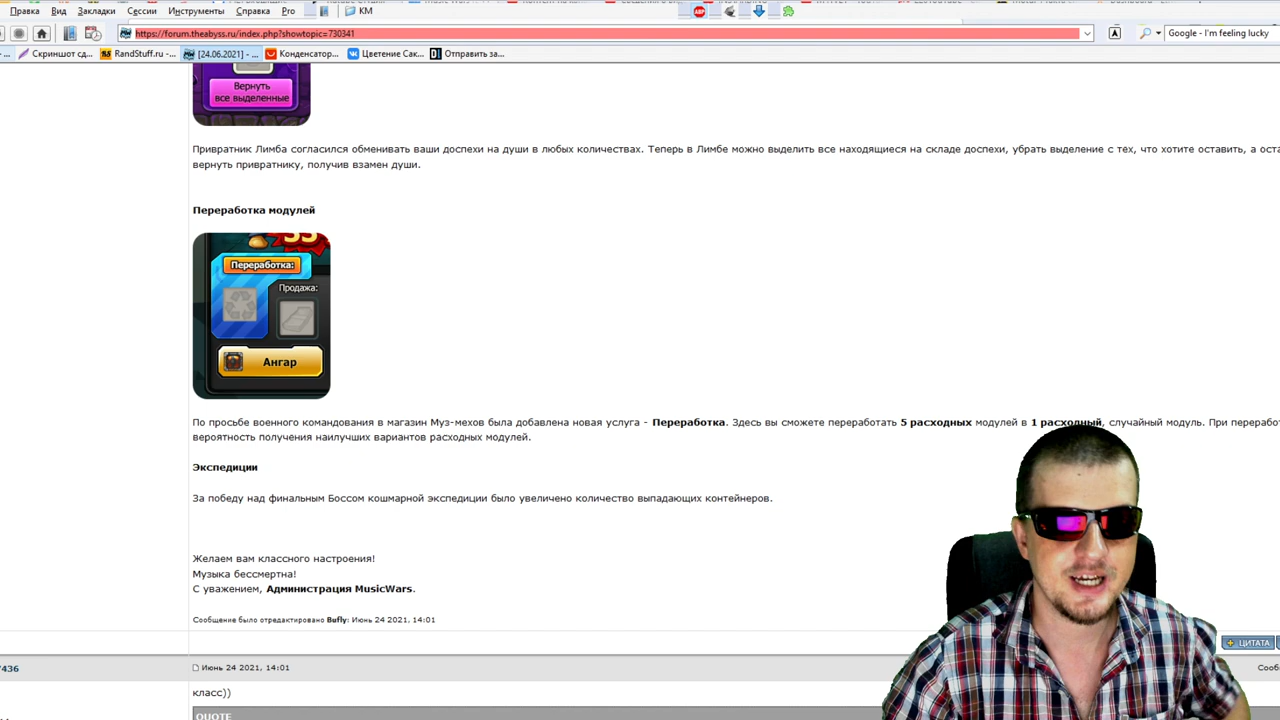 Правка Вид Закладки Сессии Инструменты Справка Pro КМ
ABP
https://forum.theabyss.ru/index.php?showtopic=730341
Google - I'm feeling lucky
Скриншот сд... RandStuff.ru -... [24.06.2021] - ... Конденсатор... Цветение Сак... Отправить за...
Вернуть
все выделенные
Привратник Лимба согласился обменивать ваши доспехи на души в любых количествах. Теперь в Лимбе можно выделить все находящиеся на складе доспехи, убрать выделение с тех, что хотите оставить, а оста
вернуть привратнику, получив взамен души.
Переработка модулей
Переработка:
Продажа:
Ангар
По просьбе военного командования в магазин Муз-мехов была добавлена новая услуга - Переработка. Здесь вы сможете переработать 5 расходных модулей в 1 расходный, случайный модуль. При перерабо
вероятность получения наилучших вариантов расходных модулей.
Экспедиции
За победу над финальным Боссом кошмарной экспедиции было увеличено количество выпадающих контейнеров.
Желаем вам классного настроения!
Музыка бессмертна!
С уважением, Администрация MusicWars.
Сообщение было отредактировано Bufly: Июнь 24 2021, 14:01
ЦИТАТА
7436 Июнь 24 2021, 14:01 Сооб
класс))
QUOTE